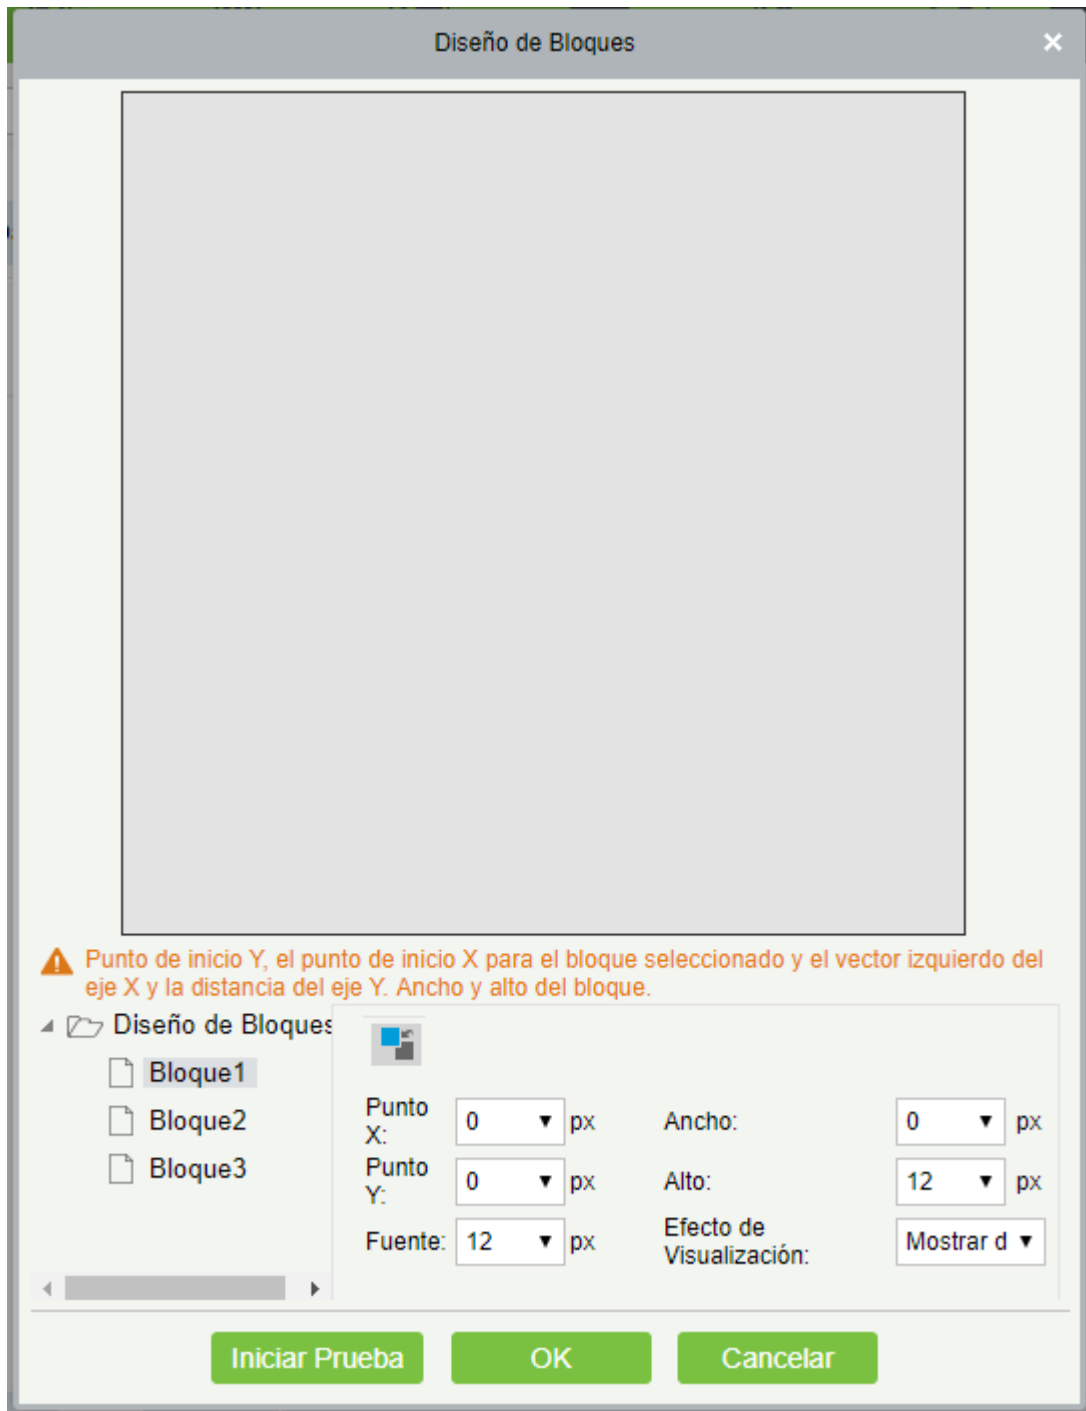 Diseño de Bloques
Punto de inicio Y, el punto de inicio X para el bloque seleccionado y el vector izquierdo del
eje X y la distancia del eje Y. Ancho y alto del bloque.
Diseño de Bloques
Bloque1
Bloque2
Bloque3
Punto
X:
0
px
Ancho:
0
px
Punto
Y:
0
px
Alto:
12
px
Fuente:
12
px
Efecto de
Visualización:
Mostrar d
Iniciar Prueba
OK
Cancelar